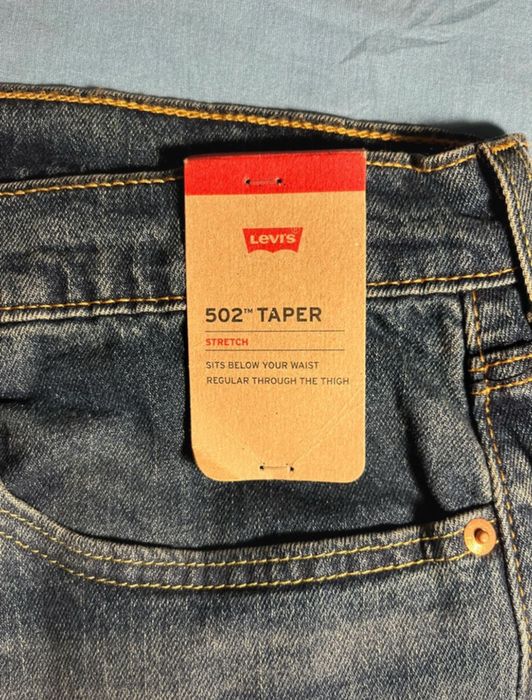 Levi's
502™ TAPER
STRETCH
SITS BELOW YOUR WAIST
REGULAR THROUGH THE THIGH